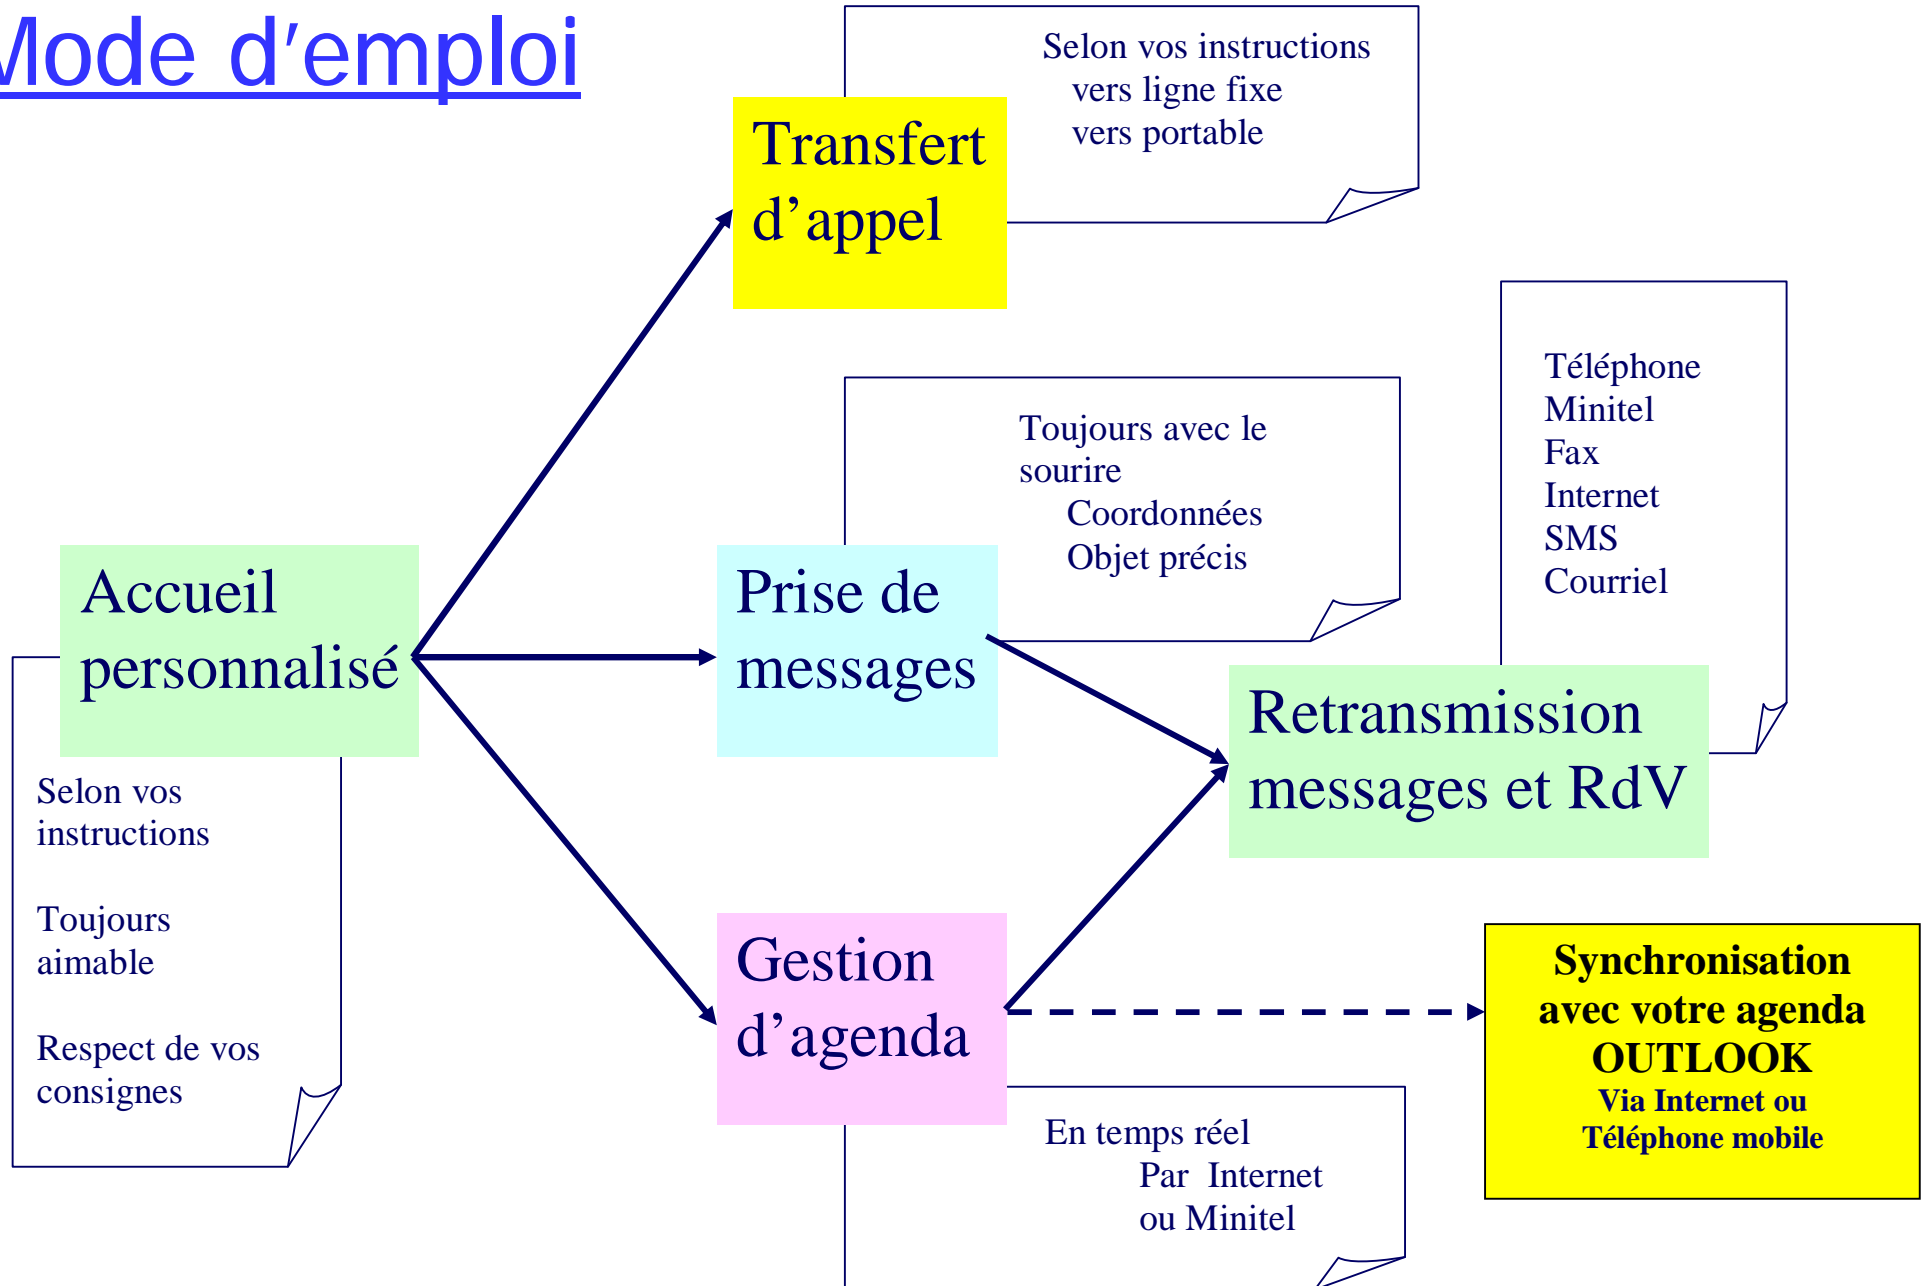 Mode d'emploi
Selon vos instructions
vers ligne fixe
vers portable
Transfert
d’appel
Téléphone
Minitel
Fax
Internet
SMS
Courriel
Toujours avec le
sourire
Coordonnées
Objet précis
Accueil
personnalisé
Prise de
messages
Retransmission
messages et RdV
Selon vos
instructions
Toujours
aimable
Respect de vos
consignes
Gestion
d’agenda
Synchronisation
avec votre agenda
OUTLOOK
Via Internet ou
Téléphone mobile
En temps réel
Par Internet
ou Minitel